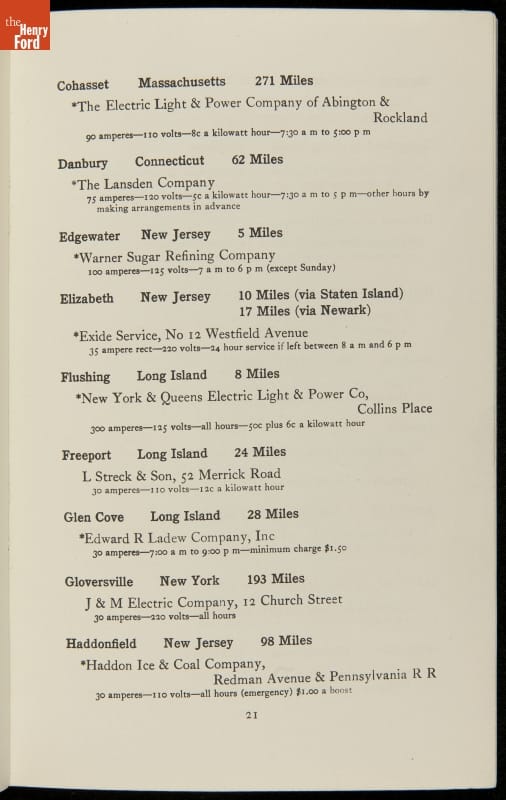 the
Henry
Ford
Cohasset Massachusetts 271 Miles
*The Electric Light & Power Company of Abington &
Rockland
90 amperes—110 volts—8c a kilowatt hour—7:30 a m to 5:00 p m
Danbury Connecticut 62 Miles
*The Lansden Company
75 amperes—120 volts—5c a kilowatt hour—7:30 a m to 5 p m—other hours by
making arrangements in advance
Edgewater New Jersey 5 Miles
*Warner Sugar Refining Company
100 amperes—125 volts—7 a m to 6 p m (except Sunday)
Elizabeth New Jersey 10 Miles (via Staten Island)
17 Miles (via Newark)
*Exide Service, No 12 Westfield Avenue
35 ampere rect—220 volts—24 hour service if left between 8 a m and 6 p m
Flushing Long Island 8 Miles
*New York & Queens Electric Light & Power Co,
Collins Place
300 amperes—125 volts—all hours—50c plus 6c a kilowatt hour
Freeport Long Island 24 Miles
L Streck & Son, 52 Merrick Road
30 amperes—110 volts—12c a kilowatt hour
Glen Cove Long Island 28 Miles
*Edward R Ladew Company, Inc
30 amperes—7:00 a m to 9:00 p m—minimum charge $1.50
Gloversville New York 193 Miles
J & M Electric Company, 12 Church Street
30 amperes—220 volts—all hours
Haddonfield New Jersey 98 Miles
*Haddon Ice & Coal Company,
Redman Avenue & Pennsylvania R R
30 amperes—110 volts—all hours (emergency) $1.00 a boost
21